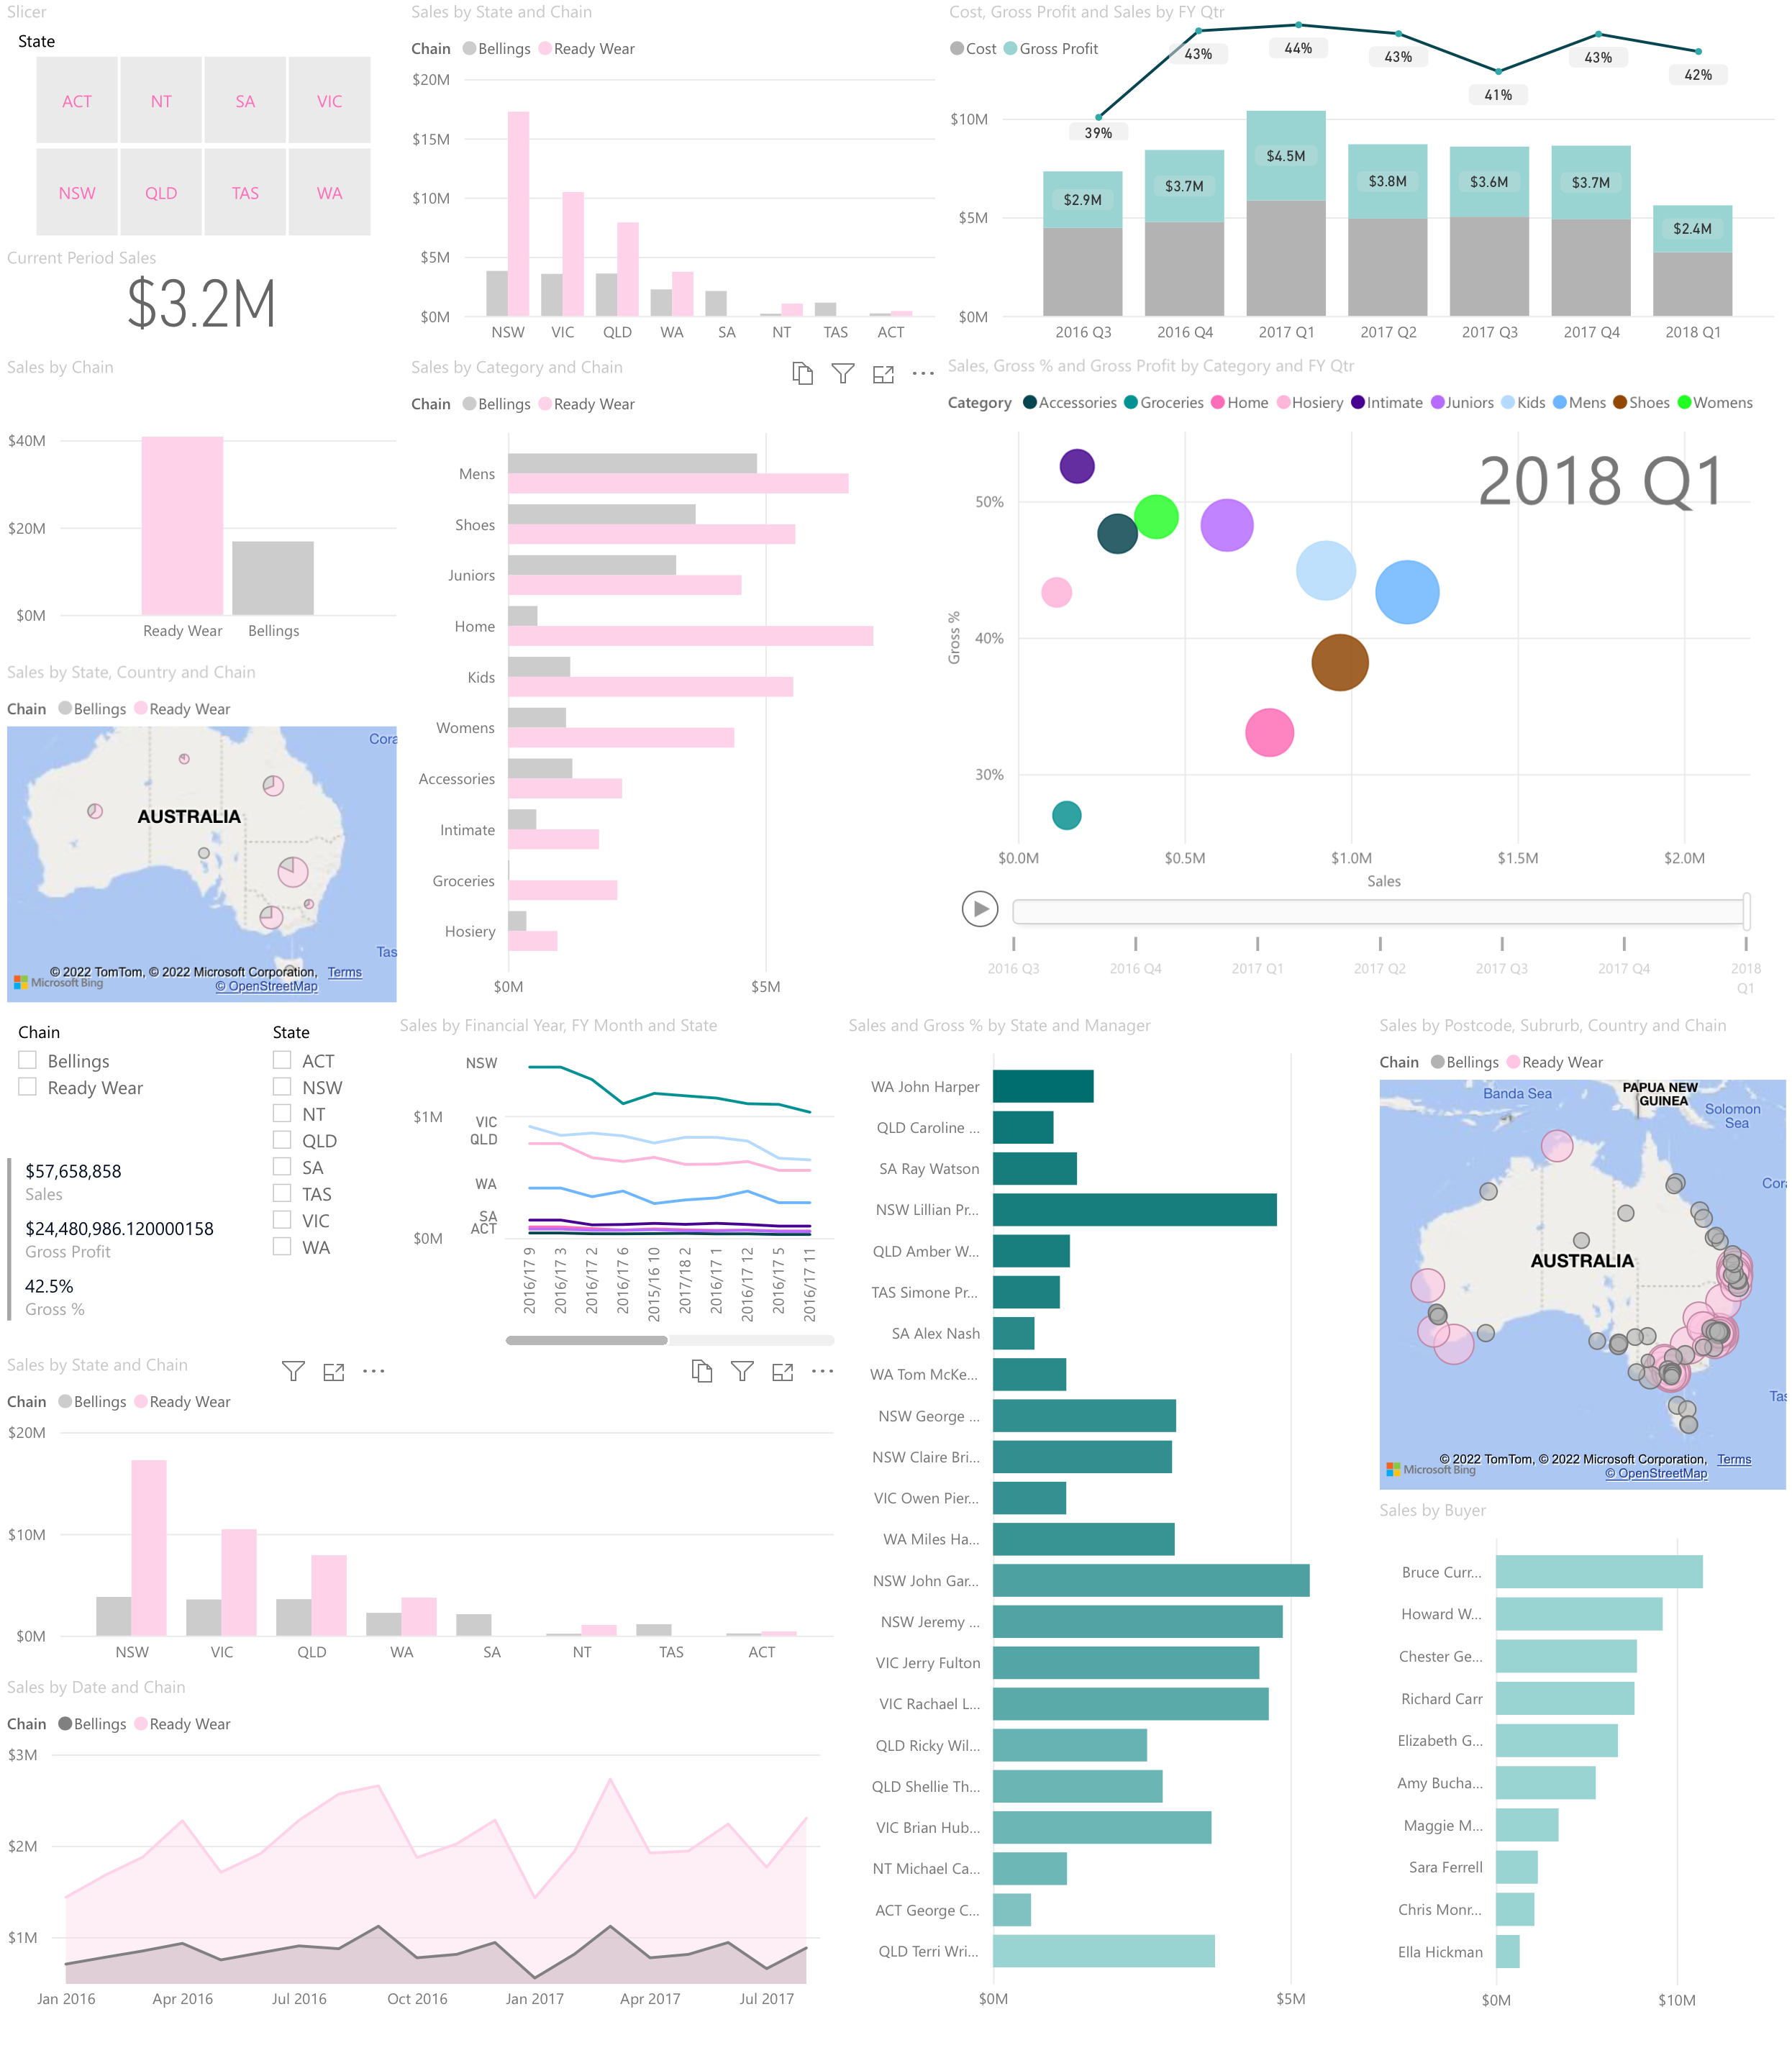 Slicer
State
ACT NT SA VIC
NSW QLD TAS WA
Current Period Sales
$3.2M
Sales by State and Chain
Chain Bellings Ready Wear
$20M
$15M
$10M
$5M
$0M
NSW VIC QLD WA SA NT TAS ACT
Cost, Gross Profit and Sales by FY Qtr
Cost Gross Profit
39% 43% 44% 43% 41% 43% 42%
$10M
$5M
$0M
$2.9M $3.7M $4.5M $3.8M $3.6M $3.7M $2.4M
2016 Q3 2016 Q4 2017 Q1 2017 Q2 2017 Q3 2017 Q4 2018 Q1
Sales by Chain
$40M
$20M
$0M
Ready Wear Bellings
Sales by Category and Chain
Chain Bellings Ready Wear
Mens
Shoes
Juniors
Home
Kids
Womens
Accessories
Intimate
Groceries
Hosiery
$0M $5M
Sales, Gross % and Gross Profit by Category and FY Qtr
Category Accessories Groceries Home Hosiery Intimate Juniors Kids Mens Shoes Womens
2018 Q1
50%
40%
30%
Gross %
$0.0M $0.5M $1.0M $1.5M $2.0M
Sales
2016 Q3 2016 Q4 2017 Q1 2017 Q2 2017 Q3 2017 Q4 2018
Q1
Sales by State, Country and Chain
Chain Bellings Ready Wear
Cora
AUSTRALIA
Tas
© 2022 TomTom, © 2022 Microsoft Corporation, Terms
Microsoft Bing
© OpenStreetMap
Chain
Bellings
Ready Wear
State
ACT
NSW
NT
QLD
SA
TAS
VIC
WA
$57,658,858
Sales
$24,480,986.120000158
Gross Profit
42.5%
Gross %
Sales by Financial Year, FY Month and State
NSW
$1M
VIC
QLD
WA
SA
ACT
$0M
2016/17 9
2016/17 3
2016/17 2
2016/17 6
2015/16 10
2017/18 2
2016/17 1
2016/17 12
2016/17 5
2016/17 11
Sales by State and Chain
Chain Bellings Ready Wear
$20M
$10M
$0M
NSW VIC QLD WA SA NT TAS ACT
Sales by Date and Chain
Chain Bellings Ready Wear
$3M
$2M
$1M
Jan 2016 Apr 2016 Jul 2016 Oct 2016 Jan 2017 Apr 2017 Jul 2017
Sales and Gross % by State and Manager
WA John Harper
QLD Caroline ...
SA Ray Watson
NSW Lillian Pr...
QLD Amber W...
TAS Simone Pr...
SA Alex Nash
WA Tom McKe...
NSW George ...
NSW Claire Bri...
VIC Owen Pier...
WA Miles Ha...
NSW John Gar...
NSW Jeremy ...
VIC Jerry Fulton
VIC Rachael L...
QLD Ricky Wil...
QLD Shellie Th...
VIC Brian Hub...
NT Michael Ca...
ACT George C...
QLD Terri Wri...
$0M $5M
Sales by Postcode, Subrurb, Country and Chain
Chain Bellings Ready Wear
Banda Sea
PAPUA NEW
GUINEA
Solomon
Sea
Cora
AUSTRALIA
Tas
© 2022 TomTom, © 2022 Microsoft Corporation, Terms
Microsoft Bing
© OpenStreetMap
Sales by Buyer
Bruce Curr...
Howard W...
Chester Ge...
Richard Carr
Elizabeth G...
Amy Bucha...
Maggie M...
Sara Ferrell
Chris Monr...
Ella Hickman
$0M $10M